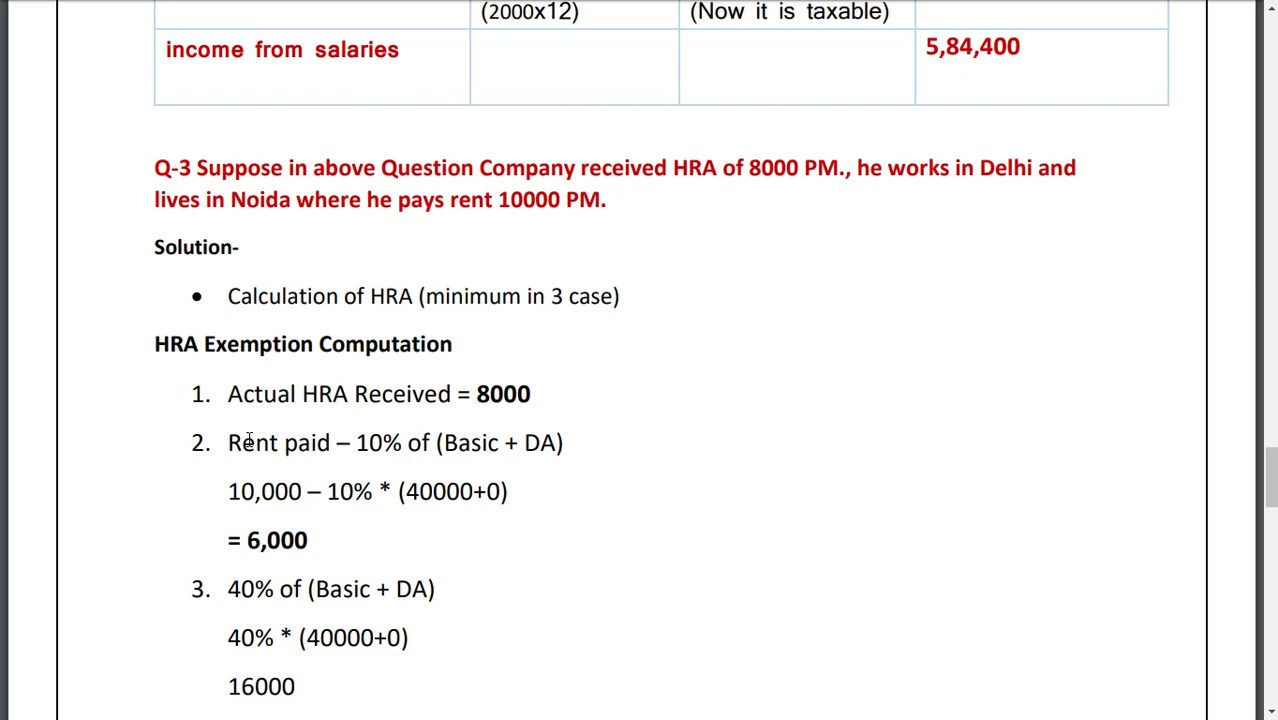 (2000x12) (Now it is taxable)
income from salaries 5,84,400
Q-3 Suppose in above Question Company received HRA of 8000 PM., he works in Delhi and
lives in Noida where he pays rent 10000 PM.
Solution-
• Calculation of HRA (minimum in 3 case)
HRA Exemption Computation
1. Actual HRA Received = 8000
2. Rent paid – 10% of (Basic + DA)
10,000 – 10% * (40000+0)
= 6,000
3. 40% of (Basic + DA)
40% * (40000+0)
16000